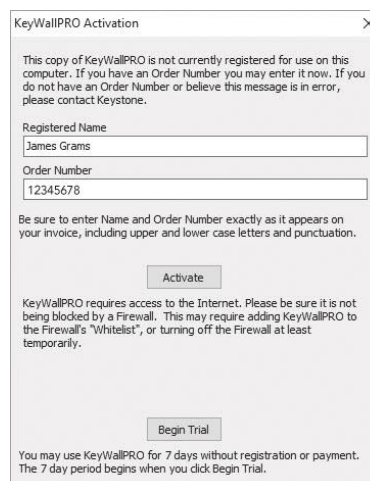 KeyWallPRO Activation
This copy of KeyWallPRO is not currently registered for use on this
computer. If you have an Order Number you may enter it now. If you
do not have an Order Number or believe this message is in error,
please contact Keystone.
Registered Name
James Grams
Order Number
12345678
Be sure to enter Name and Order Number exactly as it appears on
your invoice, including upper and lower case letters and punctuation.
Activate
KeyWallPRO requires access to the Internet. Please be sure it is not
being blocked by a Firewall. This may require adding KeyWallPRO to
the Firewall's "Whitelist", or turning off the Firewall at least
temporarily.
Begin Trial
You may use KeyWallPRO for 7 days without registration or payment.
The 7 day period begins when you click Begin Trial.